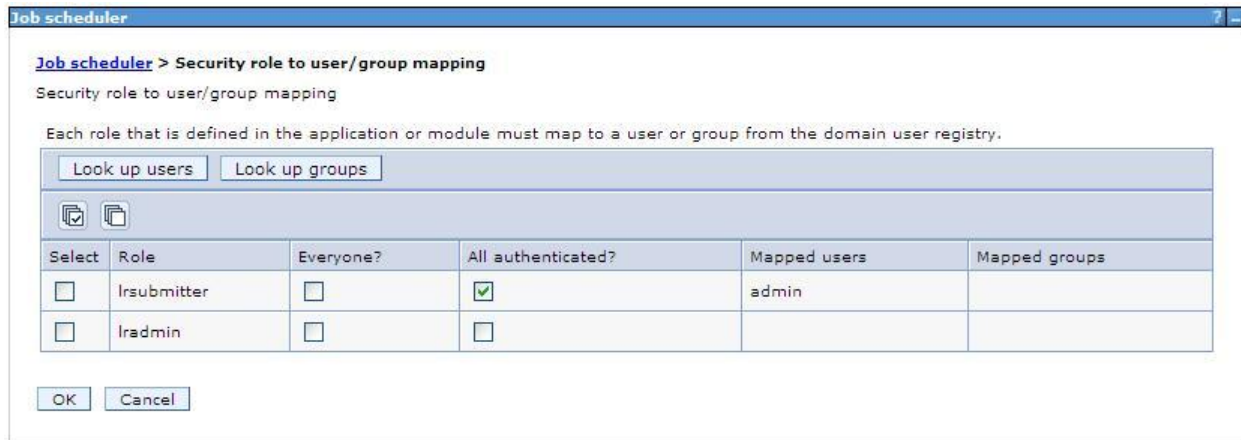 Job scheduler ? –
Job scheduler > Security role to user/group mapping
Security role to user/group mapping
Each role that is defined in the application or module must map to a user or group from the domain user registry.
Look up users Look up groups
Select Role Everyone? All authenticated? Mapped users Mapped groups
lrsubmitter admin
lradmin
OK Cancel